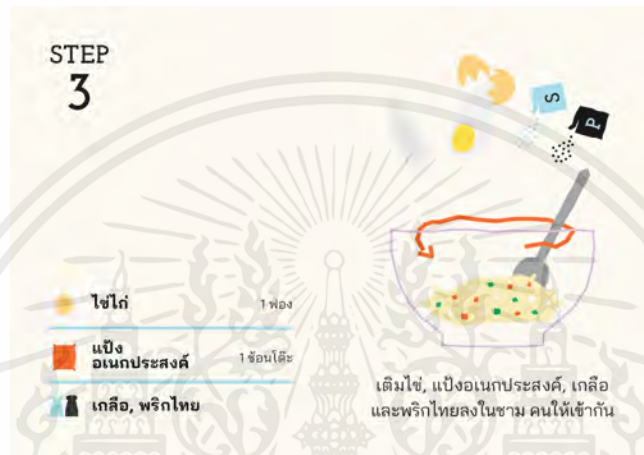 STEP
3
S
P
ไข่ไก่ 1 ฟอง
แป้ง
อเนกประสงค์ 1 ช้อนโต๊ะ
เกลือ, พริกไทย
เติมไข่, แป้งอเนกประสงค์, เกลือ
และพริกไทยลงในชาม คนให้เข้ากัน